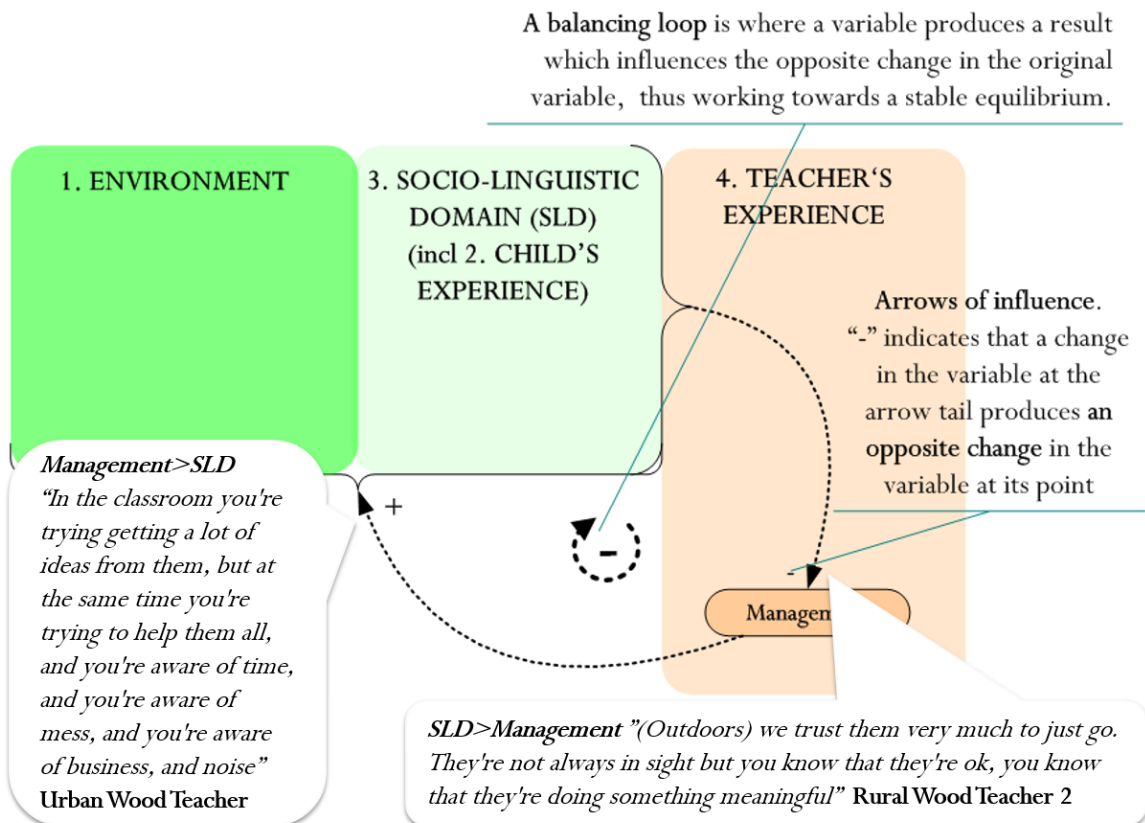 A balancing loop is where a variable produces a result
which influences the opposite change in the original
variable, thus working towards a stable equilibrium.
1. ENVIRONMENT
3. SOCIO-LINGUISTIC
DOMAIN (SLD)
(incl 2. CHILD'S
EXPERIENCE)
4. TEACHER'S
EXPERIENCE
Arrows of influence.
"-" indicates that a change
in the variable at the
arrow tail produces an
opposite change in the
variable at its point
+
-
-
Managem
Management>SLD
"In the classroom you're
trying getting a lot of
ideas from them, but at
the same time you're
trying to help them all,
and you're aware of time,
and you're aware of
mess, and you're aware
of business, and noise"
Urban Wood Teacher
SLD>Management "(Outdoors) we trust them very much to just go.
They're not always in sight but you know that they're ok, you know
that they're doing something meaningful" Rural Wood Teacher 2